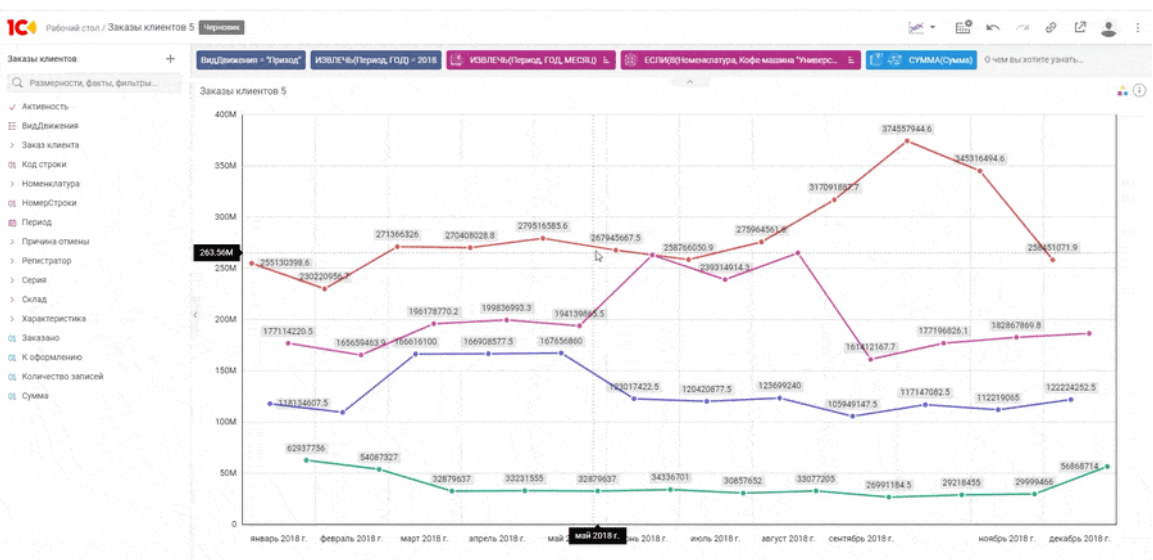 1С Рабочий стол / Заказы клиентов 5 Черновик
Заказы клиентов +
Размерности, факты, фильтры...
Активность
ВидДвижения
Заказ клиента
Код строки
Номенклатура
НомерСтроки
Период
Причина отмены
Регистратор
Серия
Склад
Характеристика
Заказано
К оформлению
Количество записей
Сумма
ВидДвижения = "Приход" ИЗВЛЕЧЬ(Период, ГОД) = 2018 ИЗВЛЕЧЬ(Период, ГОД, МЕСЯЦ) ЕСЛИ(В(Номенклатура, Кофе-машина "Универс... СУММА(Сумма) О чем вы хотите узнать...
Заказы клиентов 5
400M
374557944.6
350M
345316494.6
317091887.7
300M
279516585.6
271366326 270408028.8 267945667.5 275964561.6
263.56M 255130398.6 230220956.7 258766050.9 239314914.3 256451071.9
250M
200M
196178770.2 199836993.3 194139865.5
177114220.5 165659463.9 161412167.7 177196826.1 182867869.8
166616100 166908577.5 167656860
150M
118134607.5 123017422.5 120420877.5 123699240 105949147.5 117147082.5 112219065 122224252.5
100M
62937756 54087327 56868714
50M
32879637 33231555 32879637 34336701 30857652 33077205 26991184.5 29218455 29999466
0
январь 2018 г. февраль 2018 г. март 2018 г. апрель 2018 г. май 2018 г. июль 2018 г. август 2018 г. сентябрь 2018 г. ноябрь 2018 г. декабрь 2018 г.